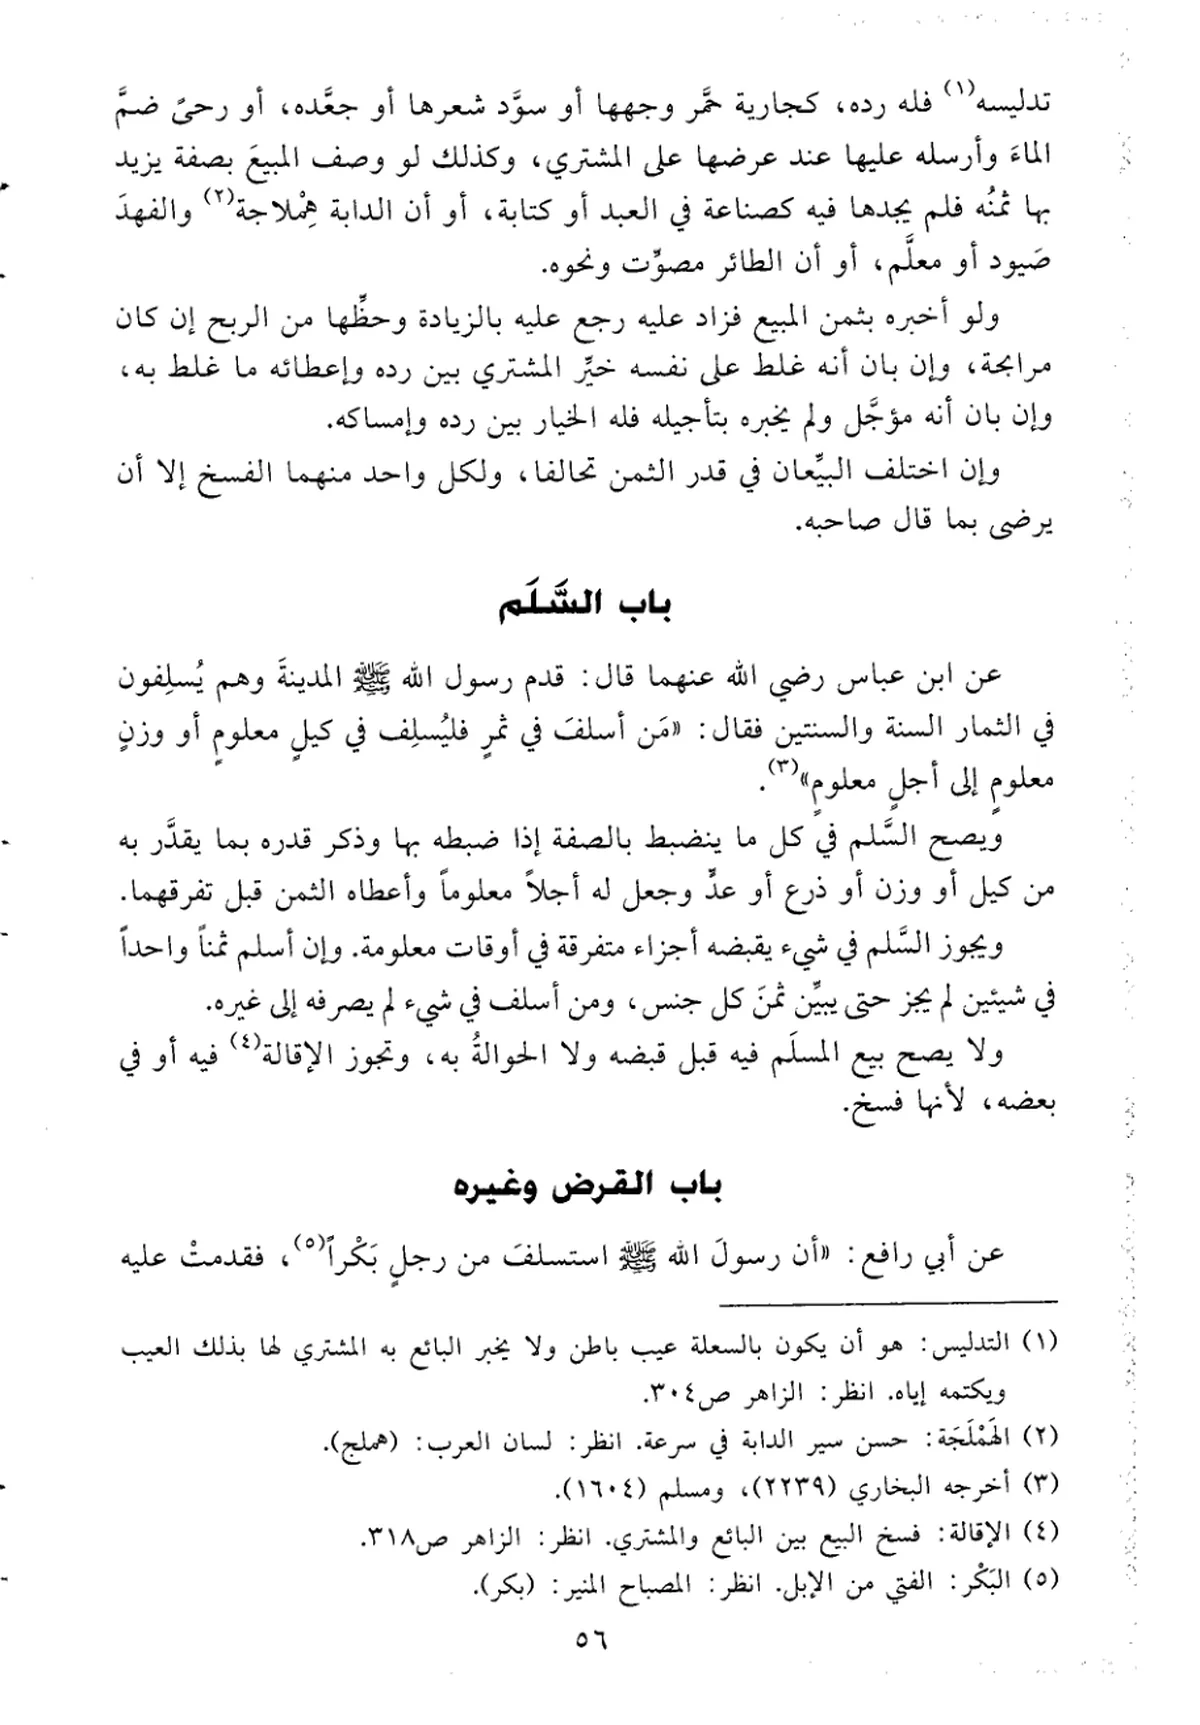 تدليسه(١) فله رده، كجارية حمَّر وجهها أو سوَّد شعرها أو جعَّده، أو رحىً ضمَّ
الماءَ وأرسله عليها عند عرضها على المشتري، وكذلك لو وصف المبيعَ بصفة يزيد
بها ثمنُه فلم يجدها فيه كصناعة في العبد أو كتابة، أو أن الدابة هِمْلاجة(٢) والفهدَ
صَيود أو معلَّم، أو أن الطائر مصوِّت ونحوه.
ولو أخبره بثمن المبيع فزاد عليه رجع عليه بالزيادة وحظِّها من الربح إن كان
مرابحة، وإن بان أنه غلط على نفسه خيِّر المشتري بين رده وإعطائه ما غلط به،
وإن بان أنه مؤجَّل ولم يخبره بتأجيله فله الخيار بين رده وإمساكه.
وإن اختلف البيِّعان في قدر الثمن تحالفا، ولكل واحد منهما الفسخ إلا أن
يرضى بما قال صاحبه.
باب السَّلَم
عن ابن عباس رضي الله عنهما قال: قدم رسول الله ﷺ المدينةَ وهم يُسلِفون
في الثمار السنة والسنتين فقال: «مَن أسلفَ في ثمرٍ فليُسلِف في كيلٍ معلومٍ أو وزنٍ
معلومٍ إلى أجلٍ معلومٍ»(٣).
ويصح السَّلم في كل ما ينضبط بالصفة إذا ضبطه بها وذكر قدره بما يقدَّر به
من كيل أو وزن أو ذرع أو عدٍّ وجعل له أجلاً معلوماً وأعطاه الثمن قبل تفرقهما.
ويجوز السَّلم في شيء يقبضه أجزاء متفرقة في أوقات معلومة. وإن أسلم ثمناً واحداً
في شيئين لم يجز حتى يبيِّن ثمنَ كل جنس، ومن أسلف في شيء لم يصرفه إلى غيره.
ولا يصح بيع المسلَم فيه قبل قبضه ولا الحوالةُ به، وتجوز الإقالة(٤) فيه أو في
بعضه، لأنها فسخ.
باب القرض وغيره
عن أبي رافع: «أن رسولَ الله ﷺ استسلفَ من رجلٍ بَكْراً(٥)، فقدمتْ عليه
(١) التدليس: هو أن يكون بالسعلة عيب باطن ولا يخبر البائع به المشتري لها بذلك العيب
ويكتمه إياه. انظر: الزاهر ص٣٠٤.
(٢) الهَمْلَجَة: حسن سير الدابة في سرعة. انظر: لسان العرب: (هملج).
(٣) أخرجه البخاري (٢٢٣٩)، ومسلم (١٦٠٤).
(٤) الإقالة: فسخ البيع بين البائع والمشتري. انظر: الزاهر ص٣١٨.
(٥) البَكْر: الفتي من الإبل. انظر: المصباح المنير: (بكر).
٥٦